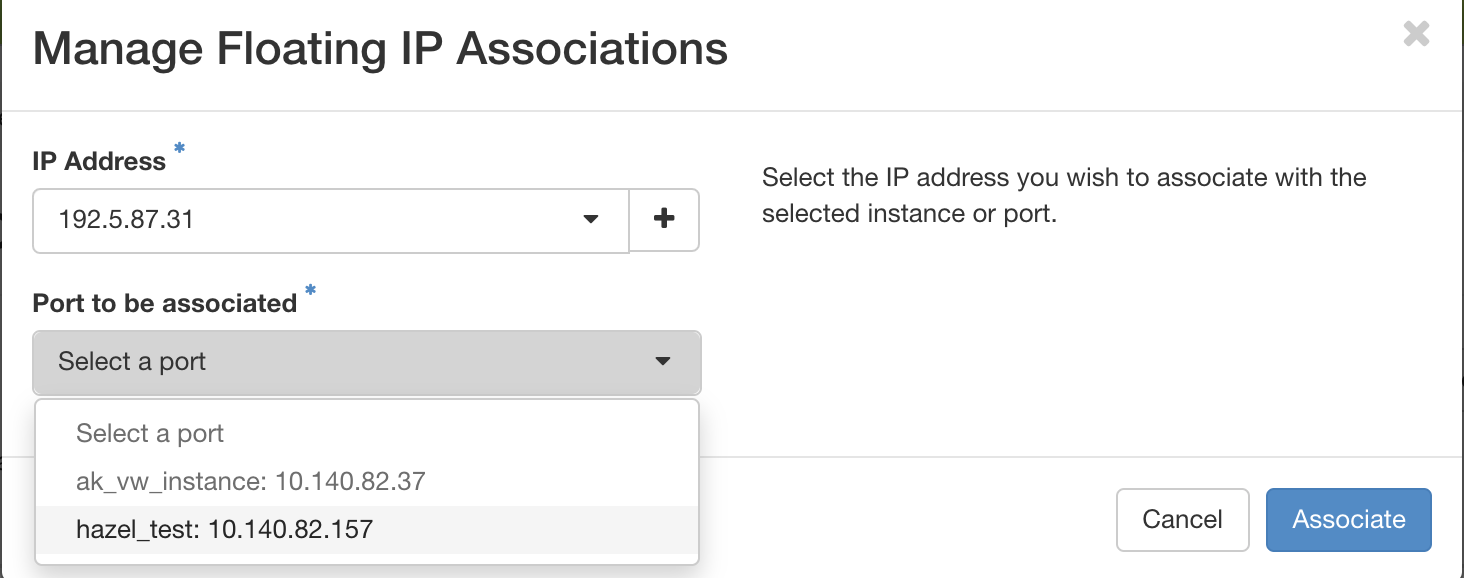 Manage Floating IP Associations
IP Address *
192.5.87.31
Select the IP address you wish to associate with the
selected instance or port.
Port to be associated *
Select a port
Select a port
ak_vw_instance: 10.140.82.37
hazel_test: 10.140.82.157
Cancel
Associate